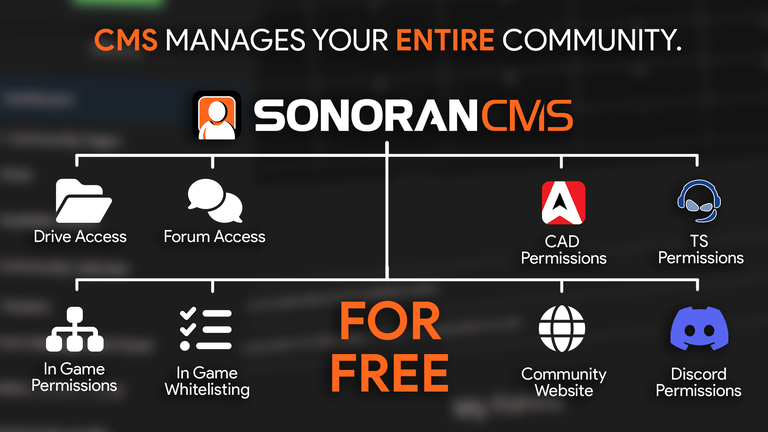 CMS MANAGES YOUR ENTIRE COMMUNITY.
SONORANCMS
Drive Access
Forum Access
CAD
Permissions
TS
Permissions
In Game
Permissions
In Game
Whitelisting
FOR
FREE
Community
Website
Discord
Permissions